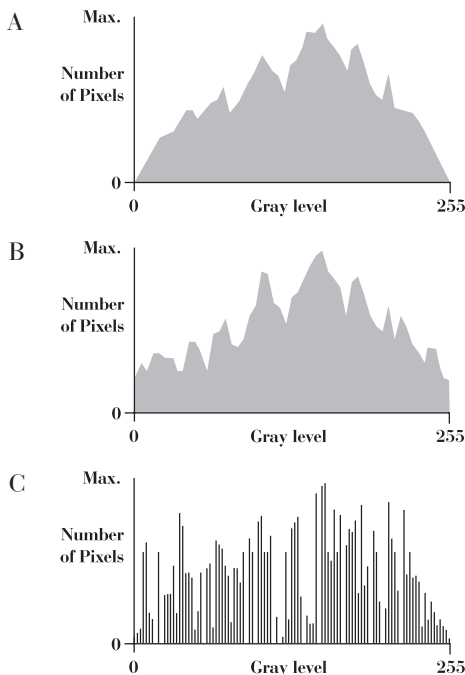 A
Max.
Number
of Pixels
0
0 Gray level 255
B
Max.
Number
of Pixels
0
0 Gray level 255
C
Max.
Number
of Pixels
0
0 Gray level 255